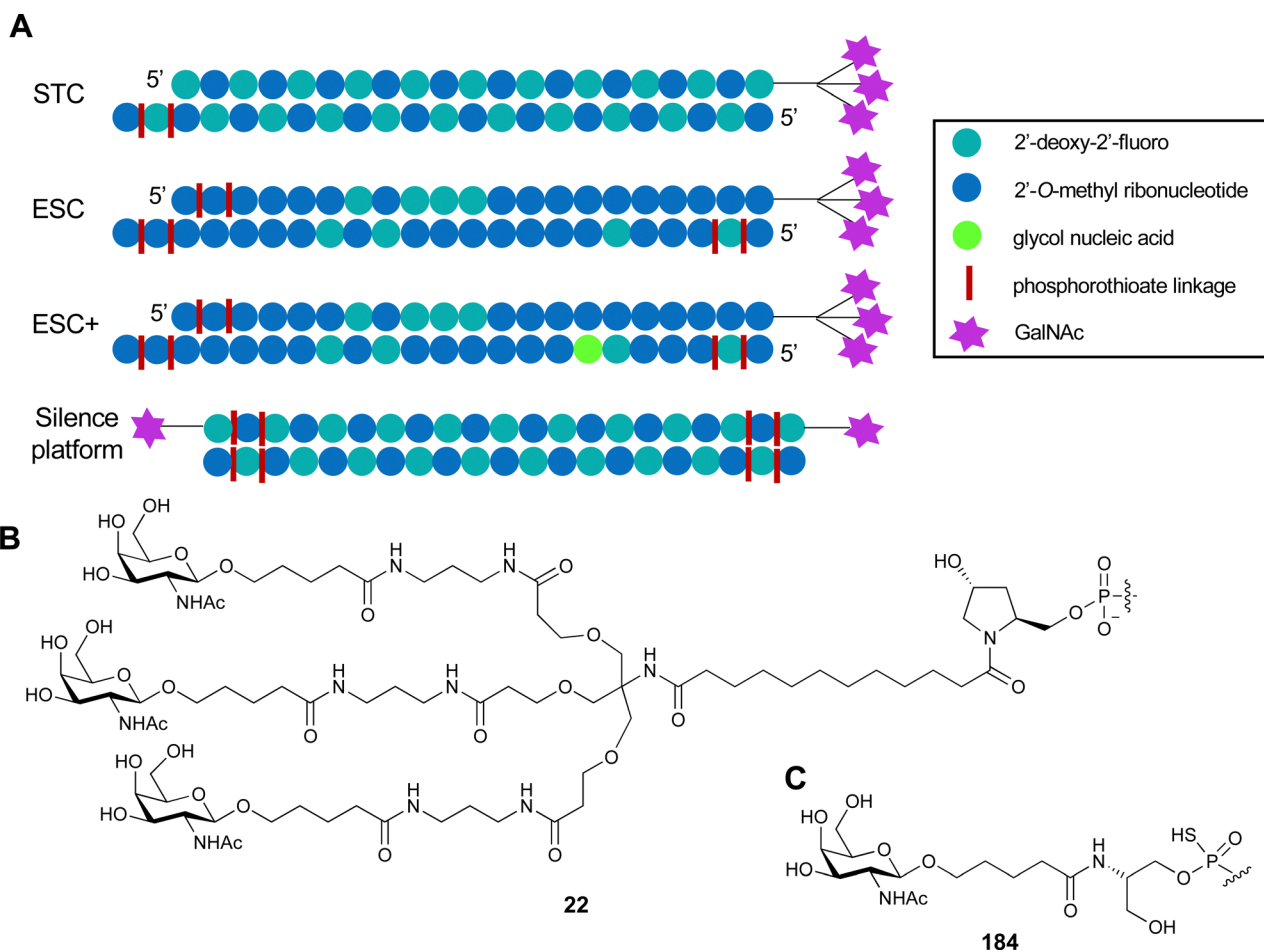 A
STC
5’
5’
ESC
5’
5’
ESC+
5’
5’
Silence
platform
2’-deoxy-2’-fluoro
2’-O-methyl ribonucleotide
glycol nucleic acid
phosphorothioate linkage
GalNAc
B
HO
OH
HO
O
O
NHAc
O
H
N
H
N
O
O
HO
OH
HO
O
O
NHAc
O
H
N
H
N
O
O
H
N
O
HO
N
O
O
O
P
O
−
HO
OH
HO
O
O
NHAc
O
H
N
H
N
O
O
22
C
HO
OH
HO
O
O
NHAc
O
H
N
O
HS
P
O
OH
184